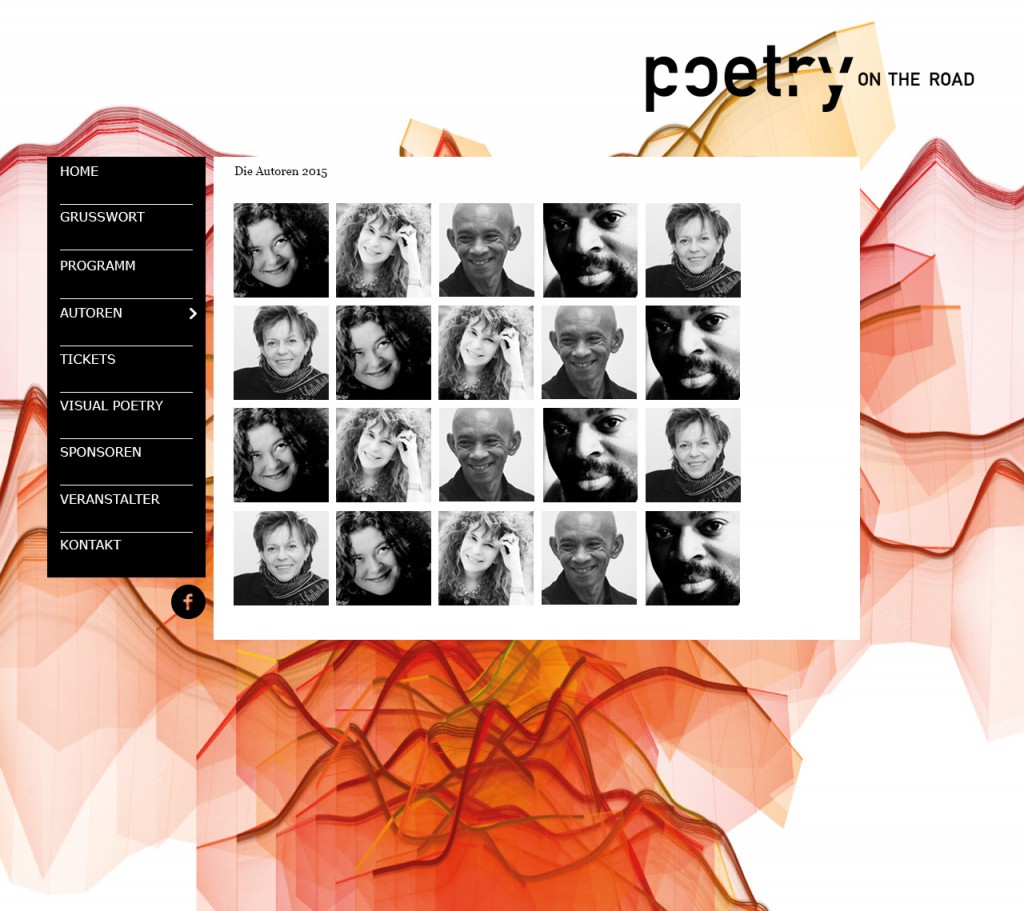 poetry ON THE ROAD
HOME
Die Autoren 2015
GRUSSWORT
PROGRAMM
AUTOREN
TICKETS
VISUAL POETRY
SPONSOREN
VERANSTALTER
KONTAKT
f